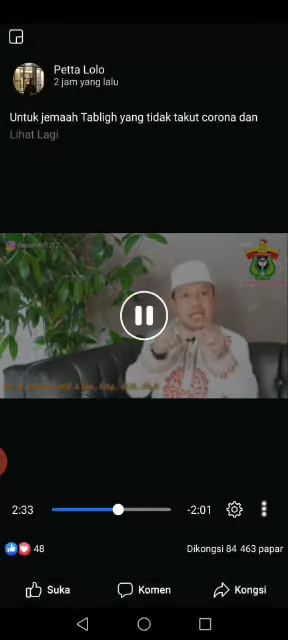 Petta Lolo
2 jam yang lalu
Untuk jemaah Tabligh yang tidak takut corona dan
Lihat Lagi
2:33
-2:01
48
Dikongsi 84 463 papar
Suka
Komen
Kongsi